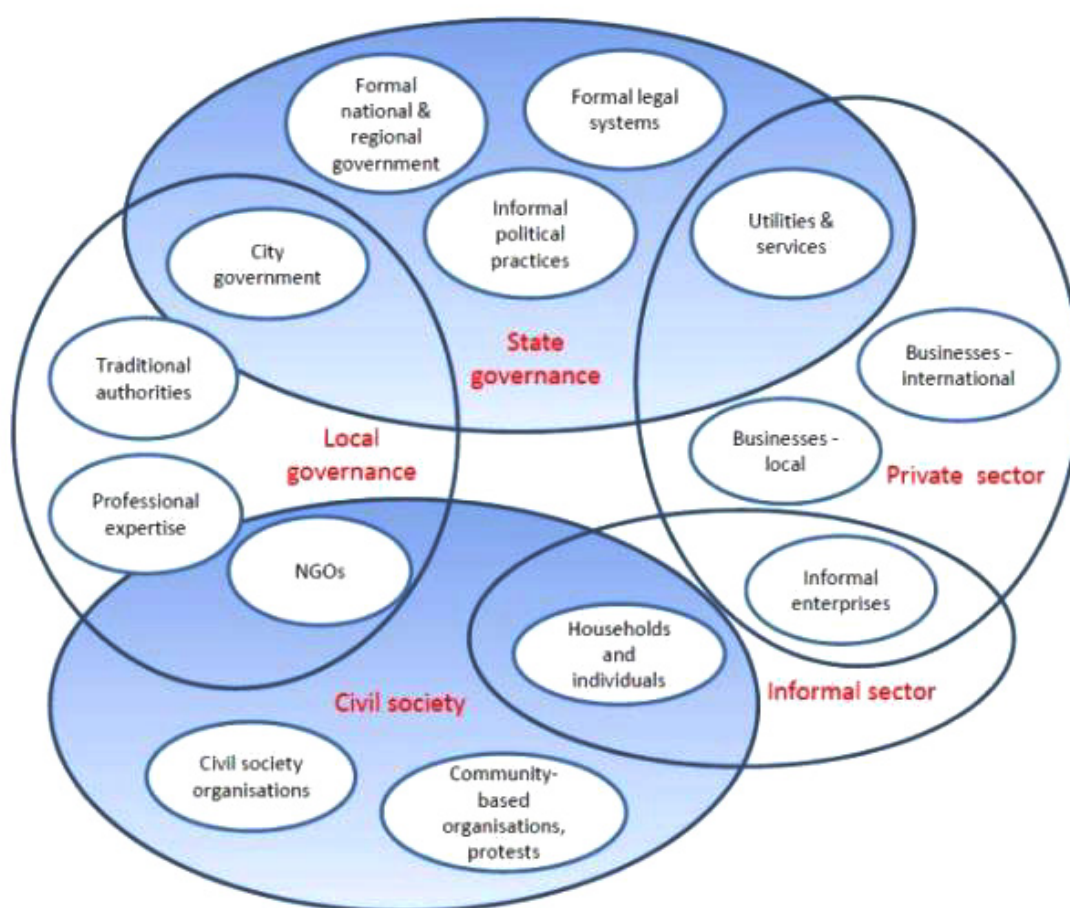 Formal
national &
regional
government
Formal legal
systems
Informal
political
practices
Utilities &
services
City
government
State
governance
Traditional
authorities
Businesses -
international
Local
governance
Businesses -
local
Private  sector
Professional
expertise
NGOs
Informal
enterprises
Households
and
individuals
Civil society
Informal sector
Civil society
organisations
Community-
based
organisations,
protests